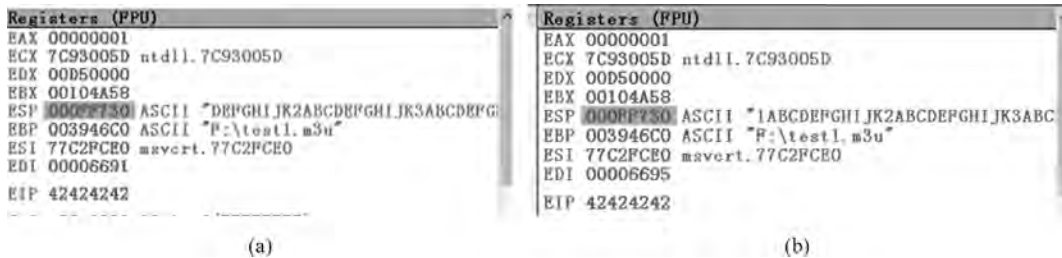 Registers (FPU)
EAX 00000001
ECX 7C93005D ntdll.7C93005D
EDX 00D50000
EBX 00104A58
ESP 000FF730 ASCII "DEFGHIJK2ABCDEFGHIJK3ABCDEFG
EBP 003946C0 ASCII "F:\test1.m3u"
ESI 77C2FCE0 msvcrt.77C2FCE0
EDI 00006691
EIP 42424242
(a)
Registers (FPU)
EAX 00000001
ECX 7C93005D ntdll.7C93005D
EDX 00D50000
EBX 00104A58
ESP 000FF730 ASCII "1ABCDEFGHIJK2ABCDEFGHIJK3ABC
EBP 003946C0 ASCII "F:\test1.m3u"
ESI 77C2FCE0 msvcrt.77C2FCE0
EDI 00006695
EIP 42424242
(b)